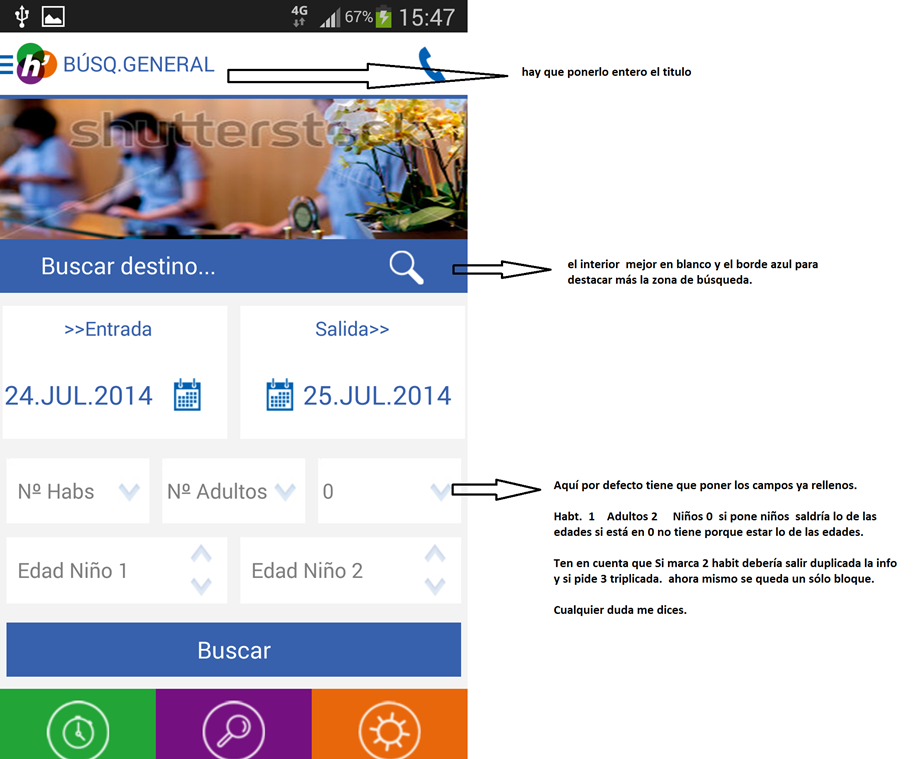 4G 67% 15:47
h'
BÚSQ.GENERAL
hay que ponerlo entero el titulo
shutterstock
Buscar destino...
el interior mejor en blanco y el borde azul para
destacar más la zona de búsqueda.
>>Entrada
Salida>>
24.JUL.2014
25.JUL.2014
Nº Habs
Nº Adultos
0
Aquí por defecto tiene que poner los campos ya rellenos.
Habt. 1 Adultos 2 Niños 0 si pone niños saldría lo de las
edades si está en 0 no tiene porque estar lo de las edades.
Edad Niño 1
Edad Niño 2
Ten en cuenta que Si marca 2 habit debería salir duplicada la info
y si pide 3 triplicada. ahora mismo se queda un sólo bloque.
Cualquier duda me dices.
Buscar